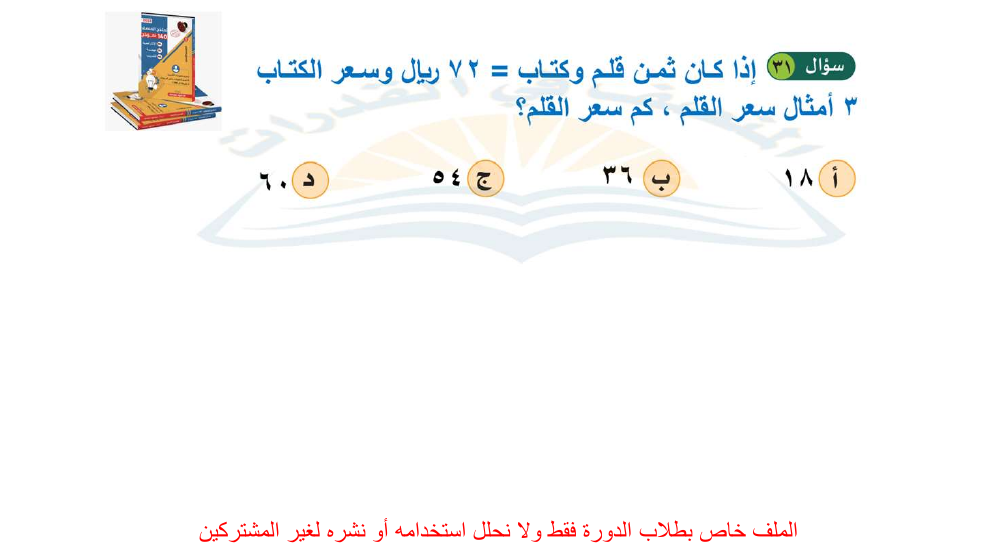 سؤال ٣١ إذا كان ثمن قلم وكتاب = ٧٢ ريال وسعر الكتاب
٣ أمثال سعر القلم ، كم سعر القلم؟
أ ١٨ ب ٣٦ ج ٥٤ د ٦٠
الملف خاص بطلاب الدورة فقط ولا نحلل استخدامه أو نشره لغير المشتركين